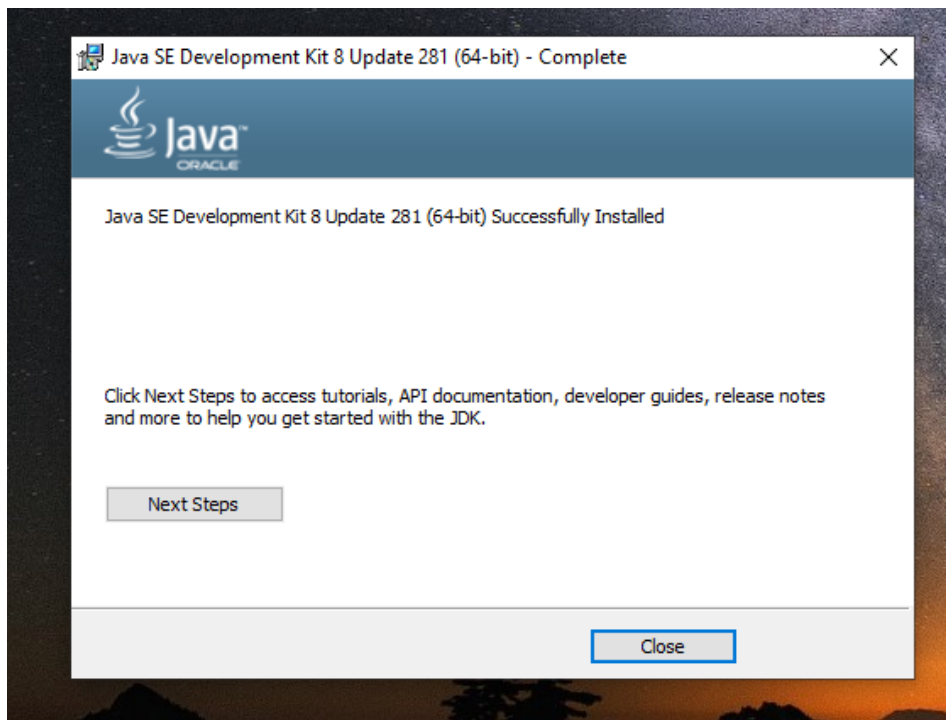 Java SE Development Kit 8 Update 281 (64-bit) - Complete
Java™
ORACLE
Java SE Development Kit 8 Update 281 (64-bit) Successfully Installed
Click Next Steps to access tutorials, API documentation, developer guides, release notes
and more to help you get started with the JDK.
Next Steps
Close